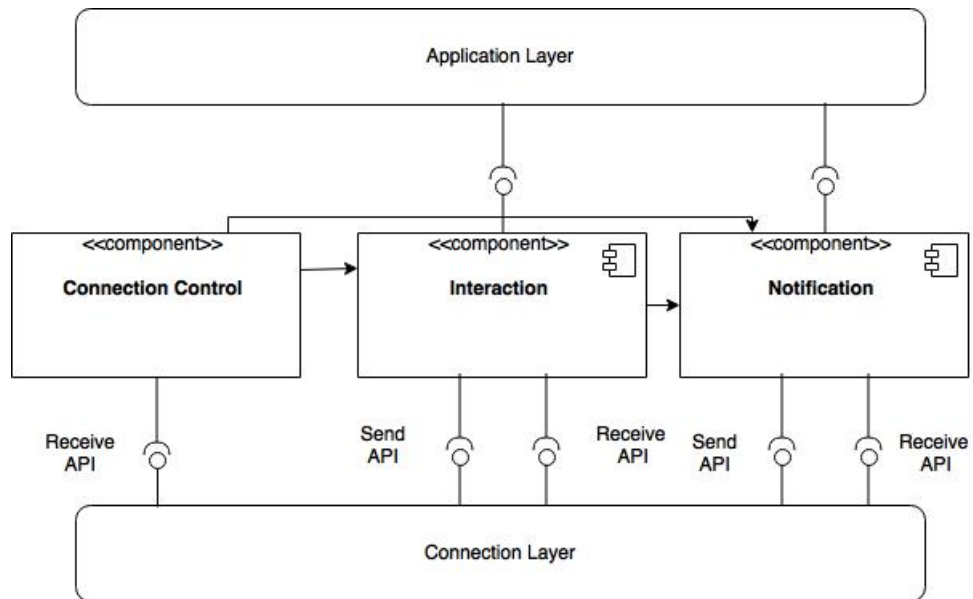 Application Layer
<<component>>
Connection Control
<<component>>
Interaction
<<component>>
Notification
Receive
API
Send
API
Receive
API
Send
API
Receive
API
Connection Layer